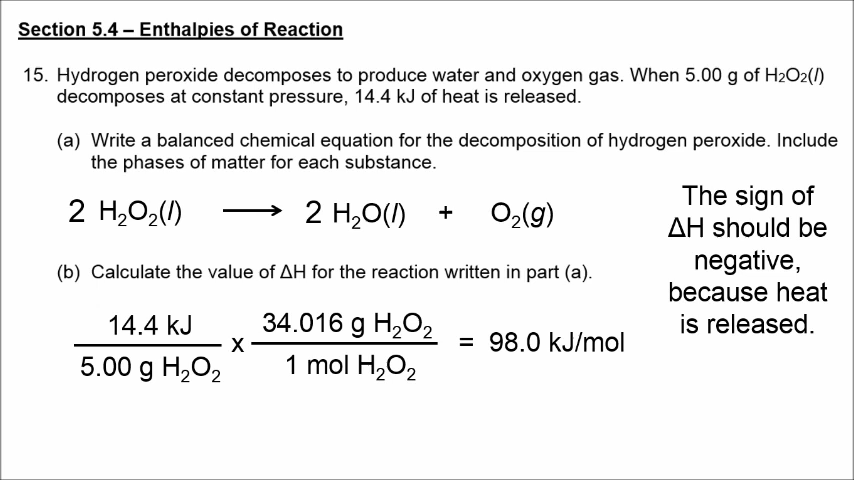 Section 5.4 – Enthalpies of Reaction
15. Hydrogen peroxide decomposes to produce water and oxygen gas. When 5.00 g of H₂O₂(l)
decomposes at constant pressure, 14.4 kJ of heat is released.
(a) Write a balanced chemical equation for the decomposition of hydrogen peroxide. Include
the phases of matter for each substance.
2 H₂O₂(l) ⟶ 2 H₂O(l) + O₂(g)
The sign of
ΔH should be
negative,
because heat
is released.
(b) Calculate the value of ΔH for the reaction written in part (a).
14.4 kJ
5.00 g H₂O₂
x
34.016 g H₂O₂
1 mol H₂O₂
= 98.0 kJ/mol